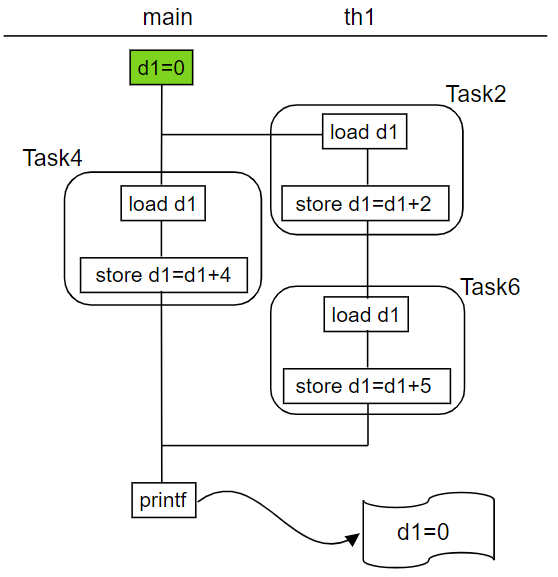 main
th1
d1=0
Task2
load d1
Task4
load d1
store d1=d1+2
store d1=d1+4
Task6
load d1
store d1=d1+5
printf
d1=0